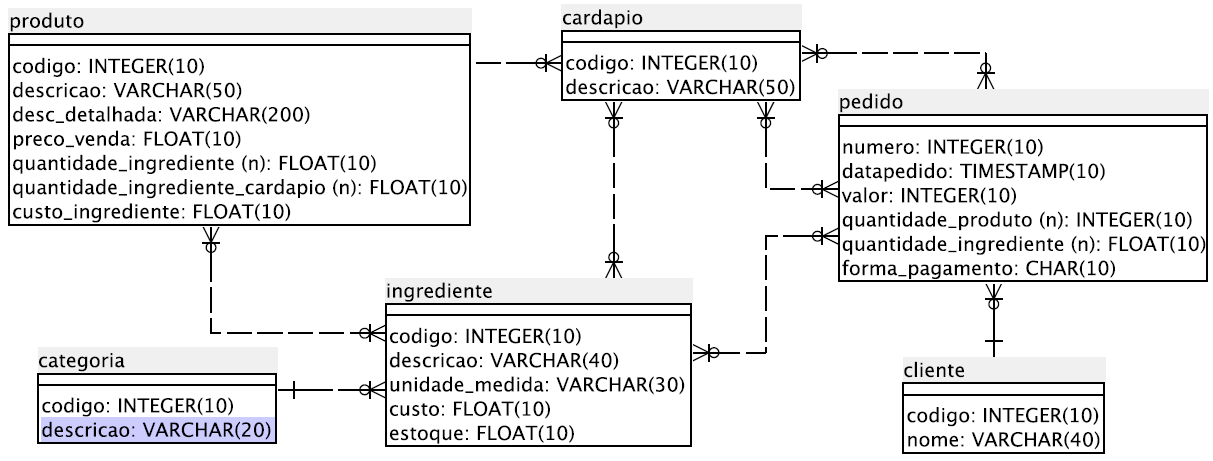 produto
codigo: INTEGER(10)
descricao: VARCHAR(50)
desc_detalhada: VARCHAR(200)
preco_venda: FLOAT(10)
quantidade_ingrediente (n): FLOAT(10)
quantidade_ingrediente_cardapio (n): FLOAT(10)
custo_ingrediente: FLOAT(10)
cardapio
codigo: INTEGER(10)
descricao: VARCHAR(50)
pedido
numero: INTEGER(10)
datapedido: TIMESTAMP(10)
valor: INTEGER(10)
quantidade_produto (n): INTEGER(10)
quantidade_ingrediente (n): FLOAT(10)
forma_pagamento: CHAR(10)
ingrediente
codigo: INTEGER(10)
descricao: VARCHAR(40)
unidade_medida: VARCHAR(30)
custo: FLOAT(10)
estoque: FLOAT(10)
categoria
codigo: INTEGER(10)
descricao: VARCHAR(20)
cliente
codigo: INTEGER(10)
nome: VARCHAR(40)